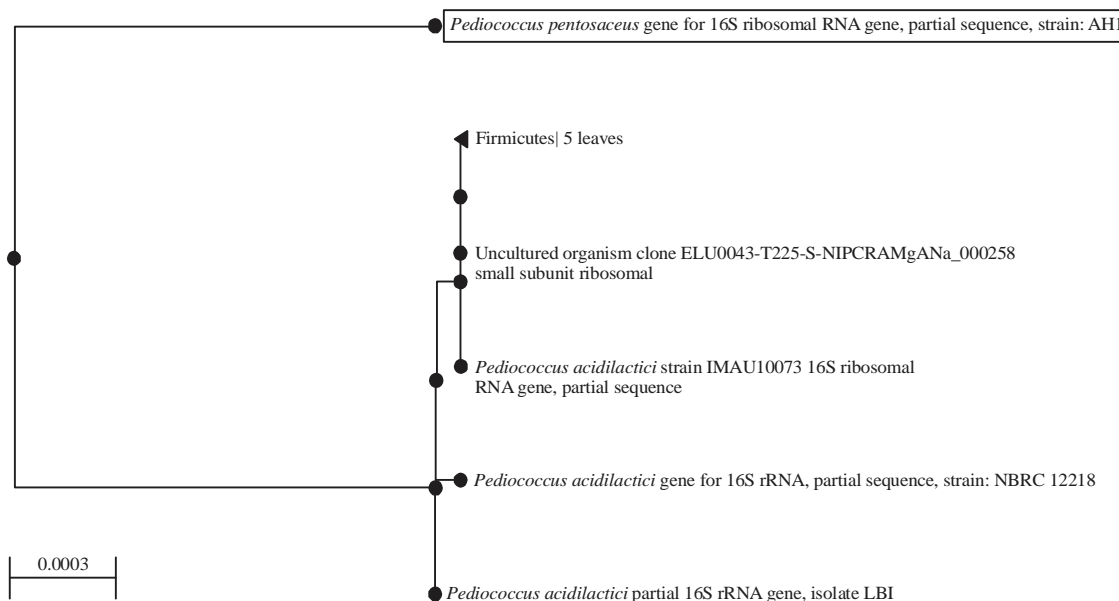 Pediococcus pentosaceus gene for 16S ribosomal RNA gene, partial sequence, strain: AH1
Firmicutes| 5 leaves
Uncultured organism clone ELU0043-T225-S-NIPCRAMgANa_000258
small subunit ribosomal
Pediococcus acidilactici strain IMAU10073 16S ribosomal
RNA gene, partial sequence
Pediococcus acidilactici gene for 16S rRNA, partial sequence, strain: NBRC 12218
0.0003
Pediococcus acidilactici partial 16S rRNA gene, isolate LBI